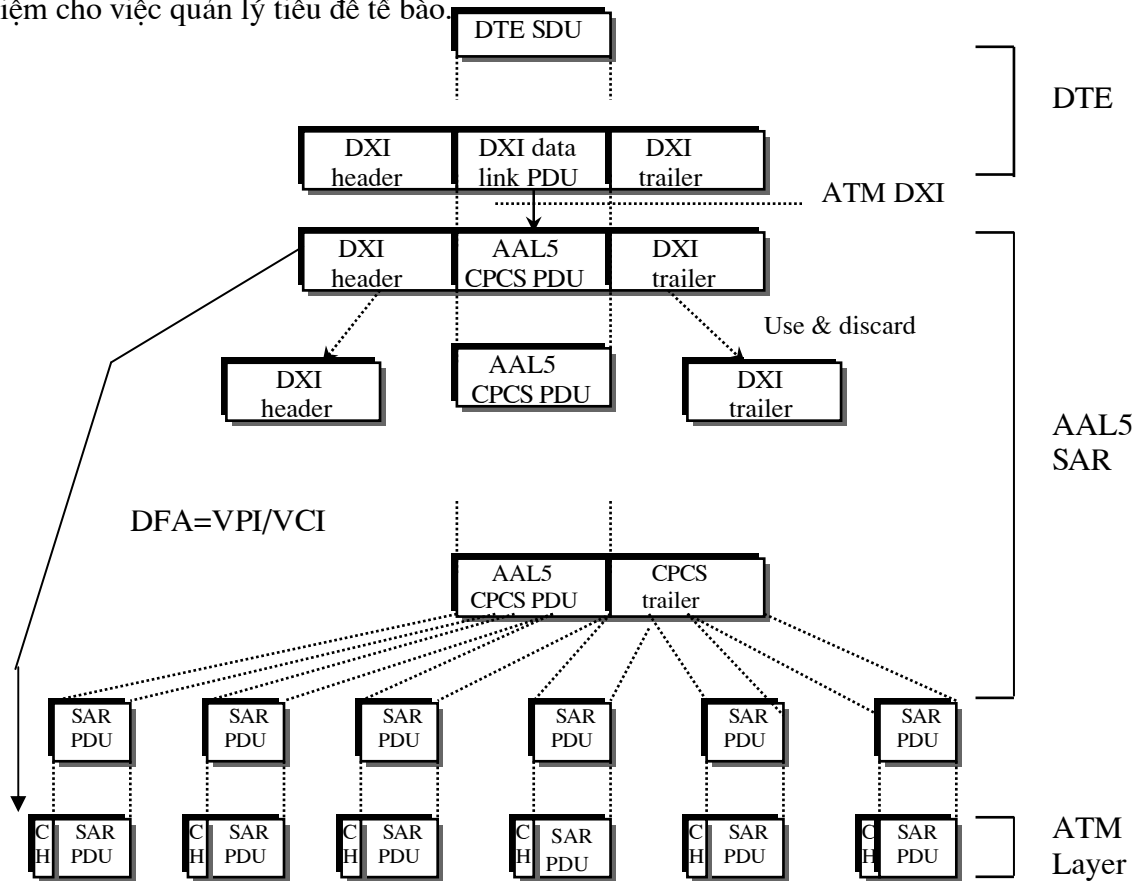 iệm cho việc quản lý tiêu đề tế bào.
DTE SDU
DTE
DXI
header
DXI data
link PDU
DXI
trailer
ATM DXI
DXI
header
AAL5
CPCS PDU
DXI
trailer
Use & discard
DXI
header
AAL5
CPCS PDU
DXI
trailer
AAL5
SAR
DFA=VPI/VCI
AAL5
CPCS PDU
CPCS
trailer
SAR
PDU
SAR
PDU
SAR
PDU
SAR
PDU
SAR
PDU
SAR
PDU
C
H
SAR
PDU
C
H
SAR
PDU
C
H
SAR
PDU
C
H
SAR
PDU
C
H
SAR
PDU
C
H
SAR
PDU
ATM
Layer